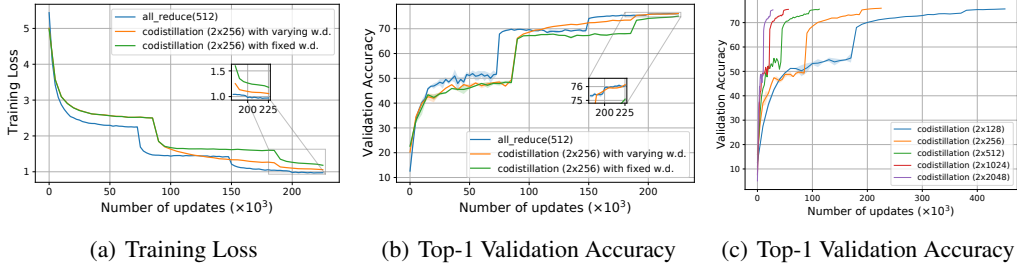 all_reduce(512)
codistillation (2x256) with varying w.d.
codistillation (2x256) with fixed w.d.
Training Loss
5
4
3
2
1
1.5
1.0
200 225
0
100
200
Number of updates (×10³)
(a) Training Loss
Validation Accuracy
80
70
60
50
40
30
20
10
76
75
200 225
all_reduce(512)
codistillation (2x256) with varying w.d.
codistillation (2x256) with fixed w.d.
0
50
100
150
200
Number of updates (×10³)
(b) Top-1 Validation Accuracy
Validation Accuracy
70
60
50
40
30
20
10
codistillation (2x128)
codistillation (2x256)
codistillation (2x512)
codistillation (2x1024)
codistillation (2x2048)
0
100
200
300
400
Number of updates (×10³)
(c) Top-1 Validation Accuracy